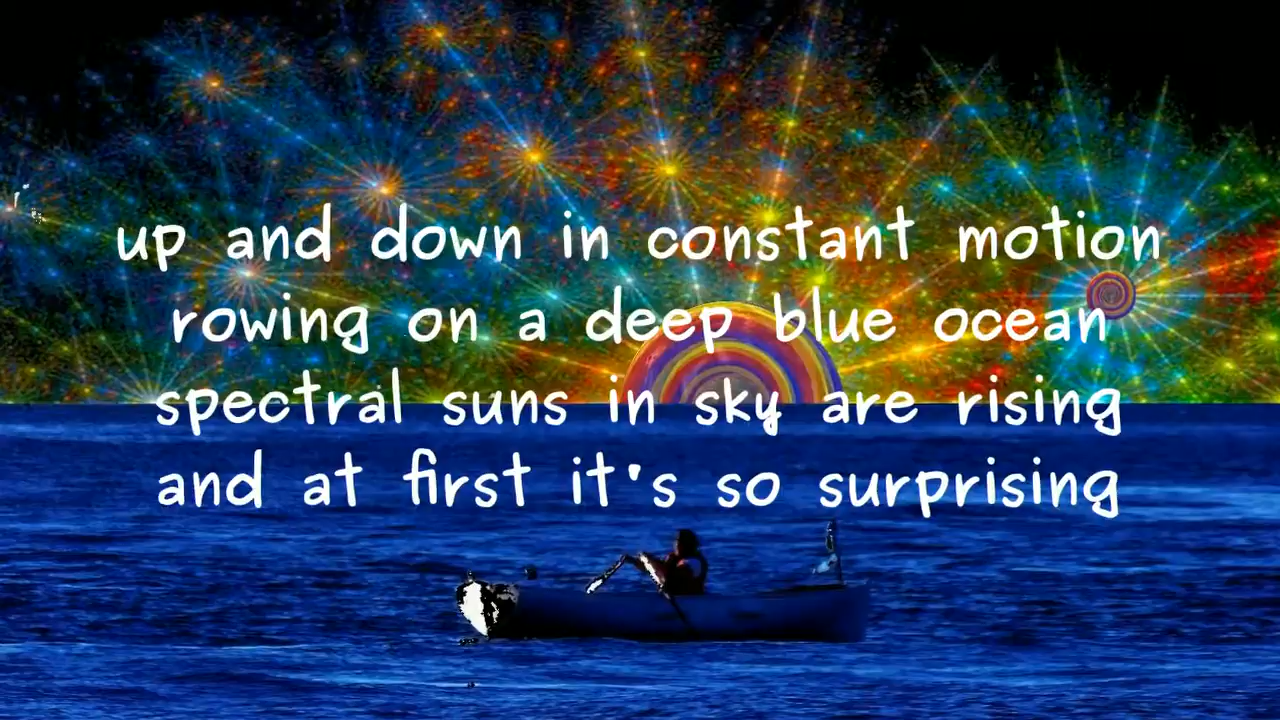 up and down in constant motion
rowing on a deep blue ocean
spectral suns in sky are rising
and at first it's so surprising